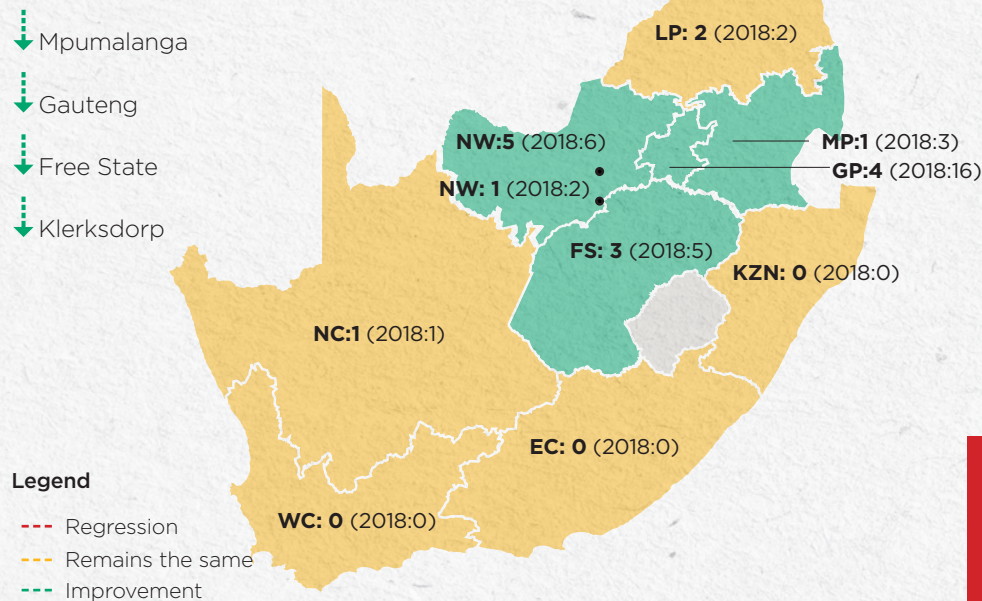 Mpumalanga
Gauteng
Free State
Klerksdorp
LP: 2 (2018:2)
NW:5 (2018:6)
MP:1 (2018:3)
GP:4 (2018:16)
NW: 1 (2018:2)
FS: 3 (2018:5)
KZN: 0 (2018:0)
NC:1 (2018:1)
EC: 0 (2018:0)
WC: 0 (2018:0)
Legend
Regression
Remains the same
Improvement